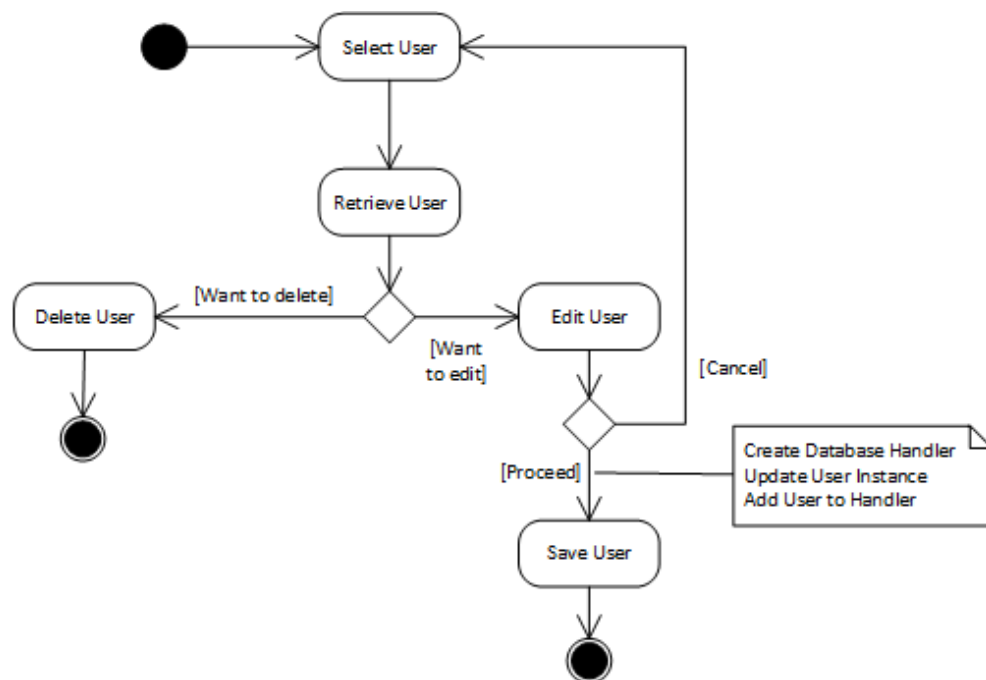 Select User
Retrieve User
[Want to delete]
Delete User
Edit User
[Want
to edit]
[Cancel]
Create Database Handler
Update User Instance
Add User to Handler
[Proceed]
Save User